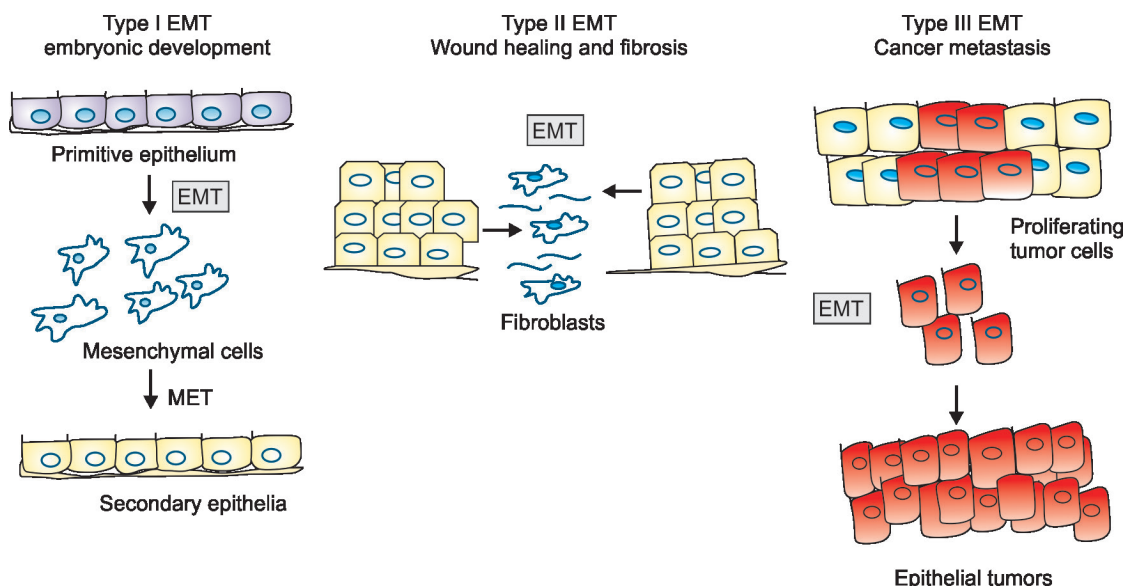 Type I EMT
embryonic development
Primitive epithelium
EMT
Mesenchymal cells
MET
Secondary epithelia
Type II EMT
Wound healing and fibrosis
EMT
Fibroblasts
Type III EMT
Cancer metastasis
Proliferating
tumor cells
EMT
Epithelial tumors